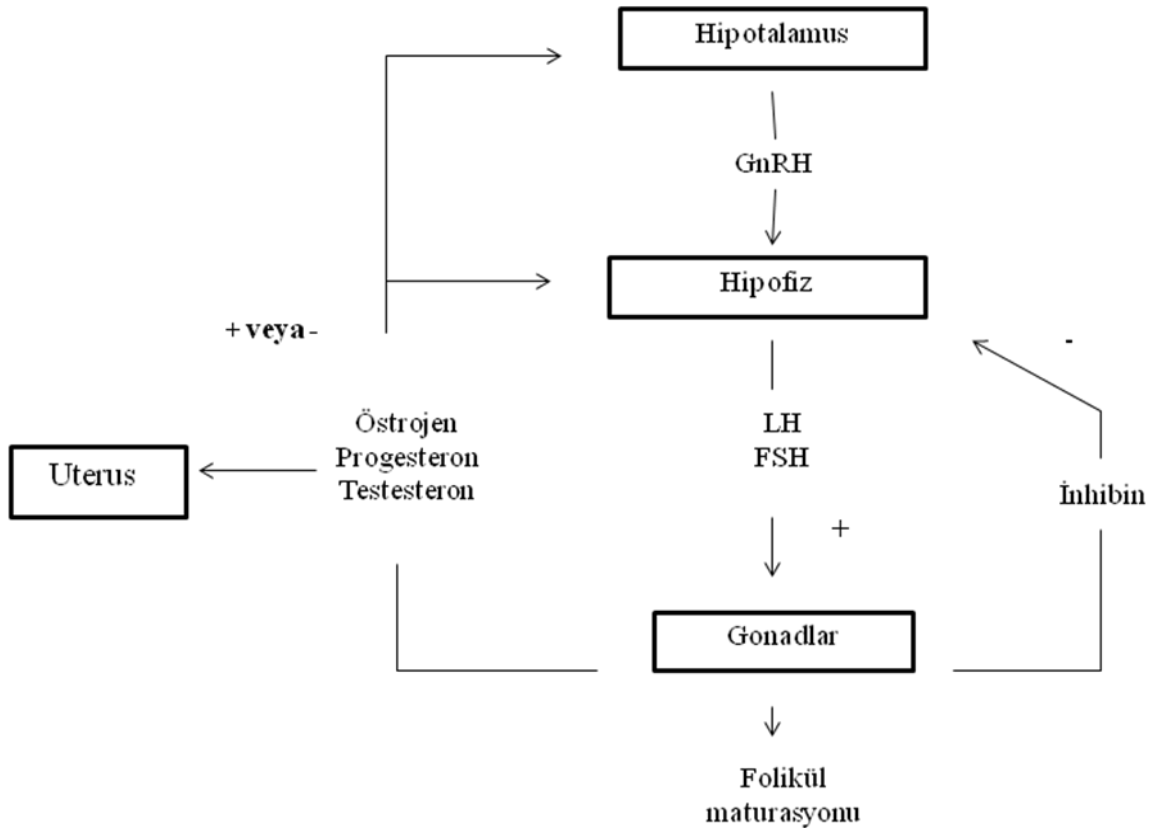 Hipotalamus
GnRH
Hipofiz
+ veya -
-
Östrojen
Progesteron
Testesteron
LH
FSH
Uterus
İnhibin
+
Gonadlar
Folikül
maturasyonu